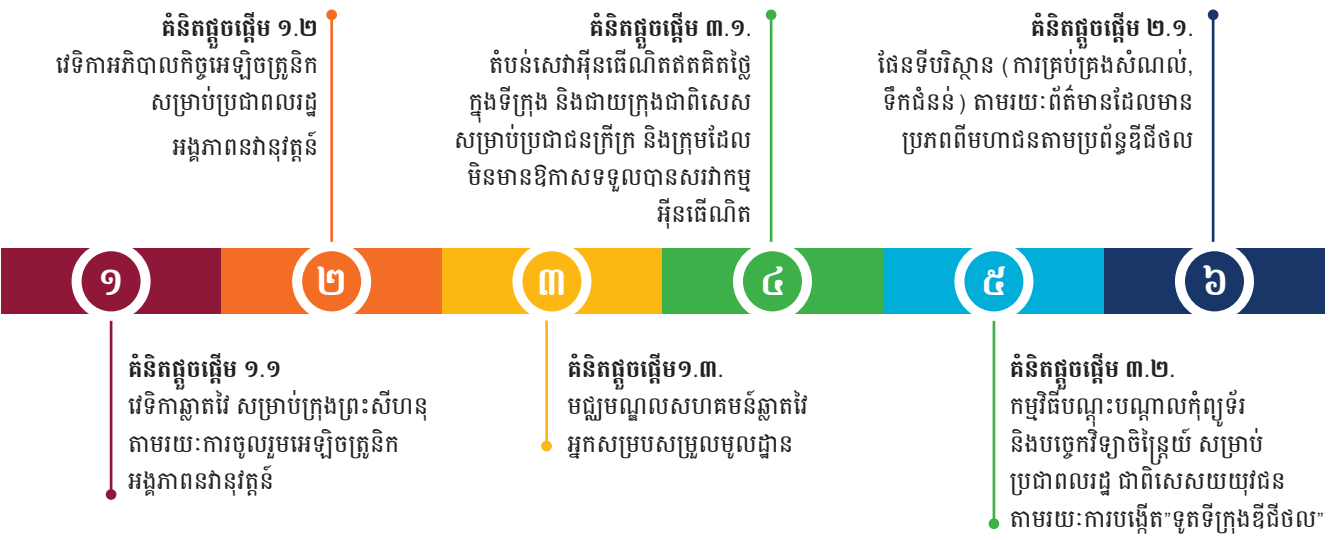 គំនិតផ្តួចផ្តើម ១.២
វេទិកាអភិបាលកិច្ចអេឡិចត្រូនិក
សម្រាប់ប្រជាពលរដ្ឋ
អង្គភាពនវានុវត្តន៍
គំនិតផ្តួចផ្តើម ៣.១.
តំបន់សេវាអ៊ីនធើណិតឥតគិតថ្លៃ
ក្នុងទីក្រុង និងជាយក្រុងជាពិសេស
សម្រាប់ប្រជាជនក្រីក្រ និងក្រុមដែល
មិនមានឱកាសទទួលបានសរវាកម្ម
អ៊ីនធើណិត
គំនិតផ្តួចផ្តើម ២.១.
ផែនទីបរិស្ថាន (ការគ្រប់គ្រងសំណល់,
ទឹកជំនន់) តាមរយៈព័ត៌មានដែលមាន
ប្រភពពីមហាជនតាមប្រព័ន្ធឌីជីថល
១ ២ ៣ ៤ ៥ ៦
គំនិតផ្តួចផ្តើម ១.១
វេទិកាឆ្លាតវៃ សម្រាប់ក្រុងព្រះសីហនុ
តាមរយៈការចូលរួមអេឡិចត្រូនិក
អង្គភាពនវានុវត្តន៍
គំនិតផ្តួចផ្តើម១.៣.
មជ្ឈមណ្ឌលសហគមន៍ឆ្លាតវៃ
អ្នកសម្របសម្រួលមូលដ្ឋាន
គំនិតផ្តួចផ្តើម ៣.២.
កម្មវិធីបណ្តុះបណ្តាលកុំព្យូទ័រ
និងបច្ចេកវិទ្យាចិន្ត្រៃយ៍ សម្រាប់
ប្រជាពលរដ្ឋ ជាពិសេសយយុវជន
តាមរយៈការបង្កើត"ទូតទីក្រុងឌីជីថល"